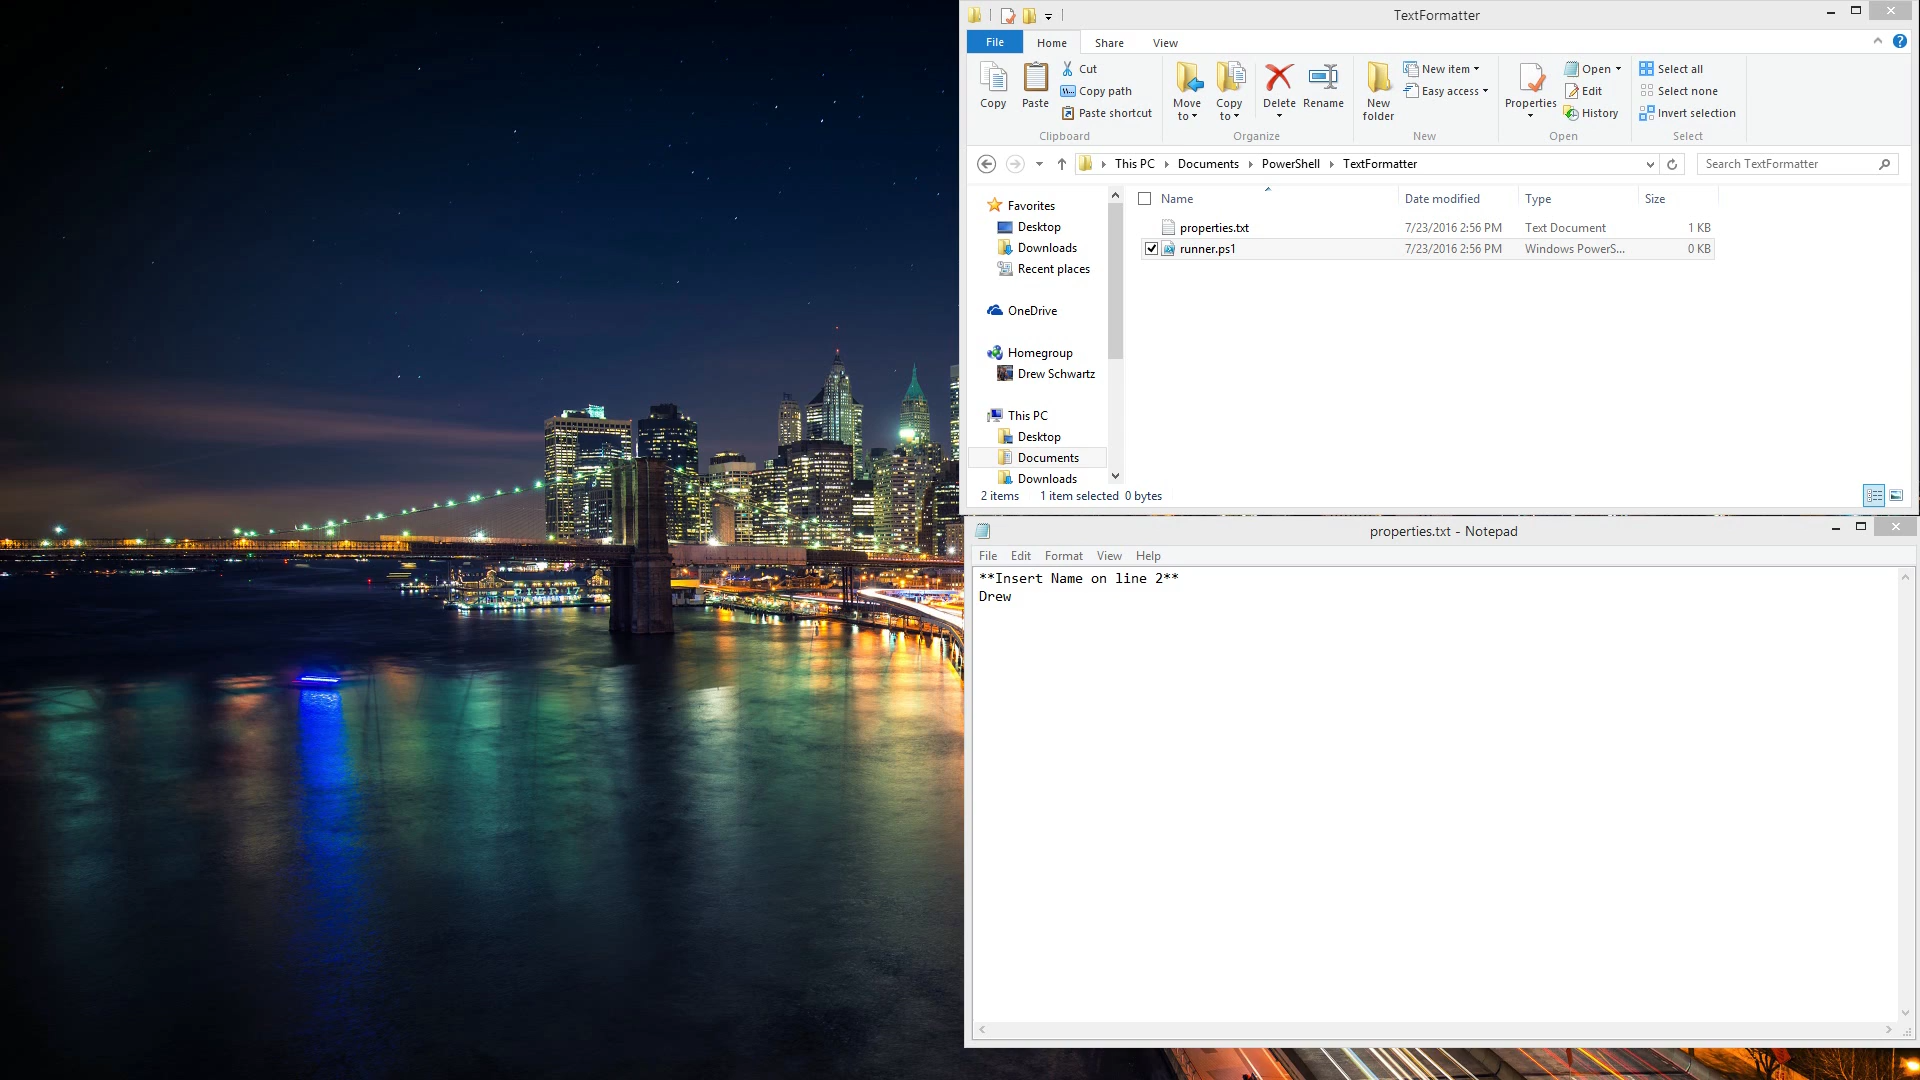 TextFormatter
File Home Share View
Copy
Paste
Cut
Copy path
Paste shortcut
Clipboard
Move to
Copy to
Delete
Rename
Organize
New folder
New item
Easy access
New
Properties
Open
Edit
History
Open
Select all
Select none
Invert selection
Select
This PC Documents PowerShell TextFormatter
Search TextFormatter
Favorites
Desktop
Downloads
Recent places
OneDrive
Homegroup
Drew Schwartz
This PC
Desktop
Documents
Downloads
Name Date modified Type Size
properties.txt 7/23/2016 2:56 PM Text Document 1 KB
runner.ps1 7/23/2016 2:56 PM Windows PowerS... 0 KB
2 items 1 item selected 0 bytes
properties.txt - Notepad
File Edit Format View Help
**Insert Name on line 2**
Drew
PIER 17